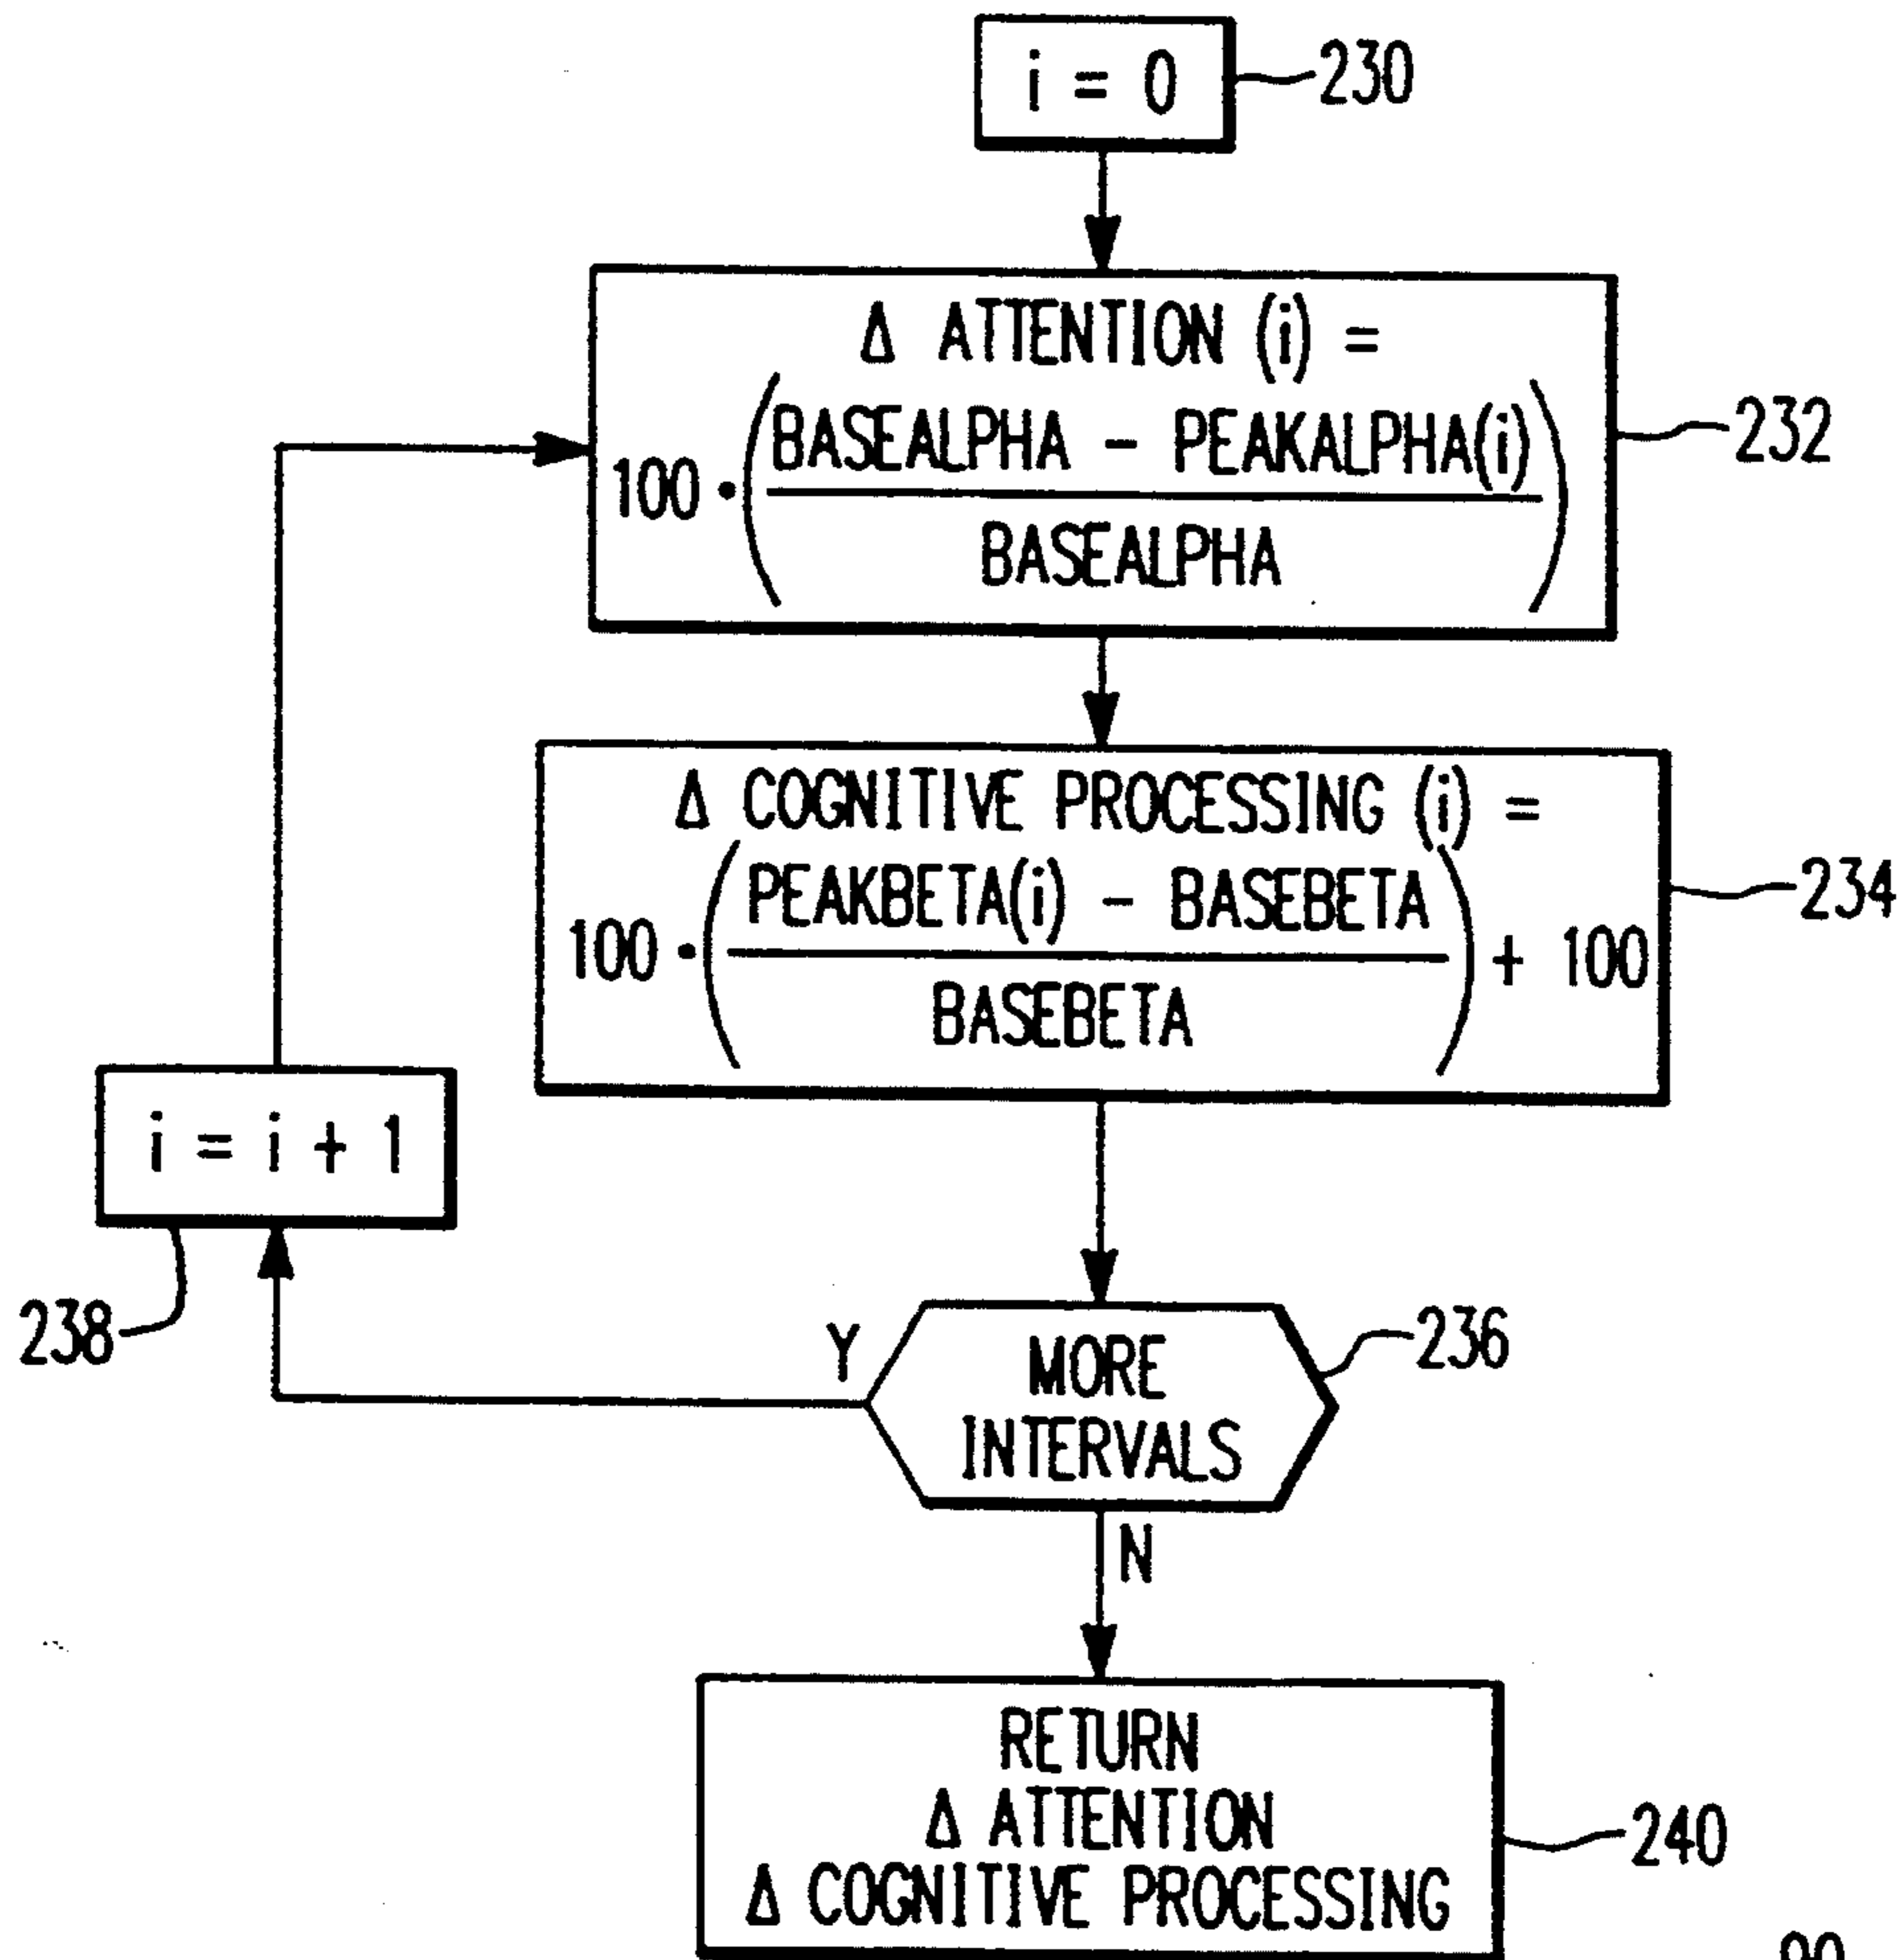 i = 0
230
Δ ATTENTION (i) =
100 • (BASEALPHA - PEAKALPHA(i)
BASEALPHA)
232
Δ COGNITIVE PROCESSING (i) =
100 • (PEAKBETA(i) - BASEBETA
BASEBETA) + 100
234
i = i + 1
238
Y
MORE
INTERVALS
236
N
RETURN
Δ ATTENTION
Δ COGNITIVE PROCESSING
240